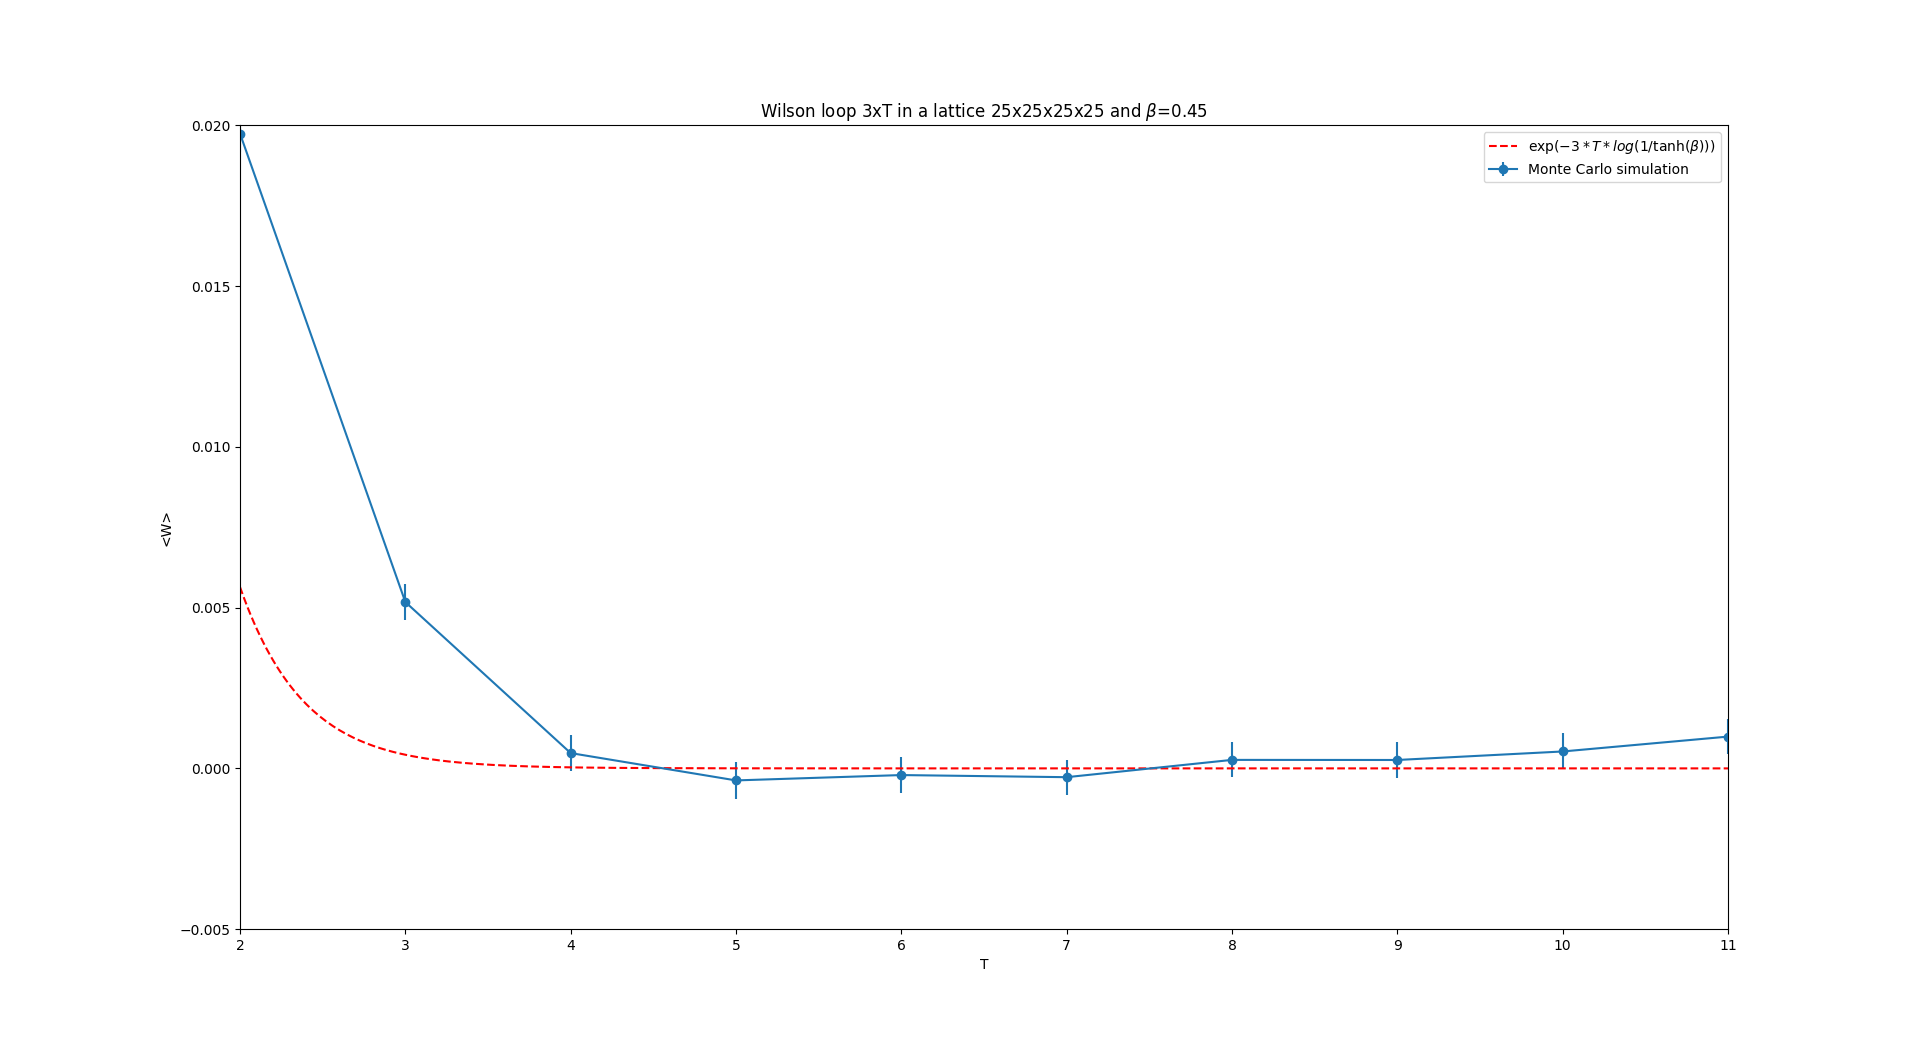 Wilson loop 3xT in a lattice 25x25x25x25 and β=0.45
exp(−3 * T * log(1/tanh(β)))
Monte Carlo simulation
0.020
0.015
0.010
0.005
0.000
−0.005
<W>
2 3 4 5 6 7 8 9 10 11
T